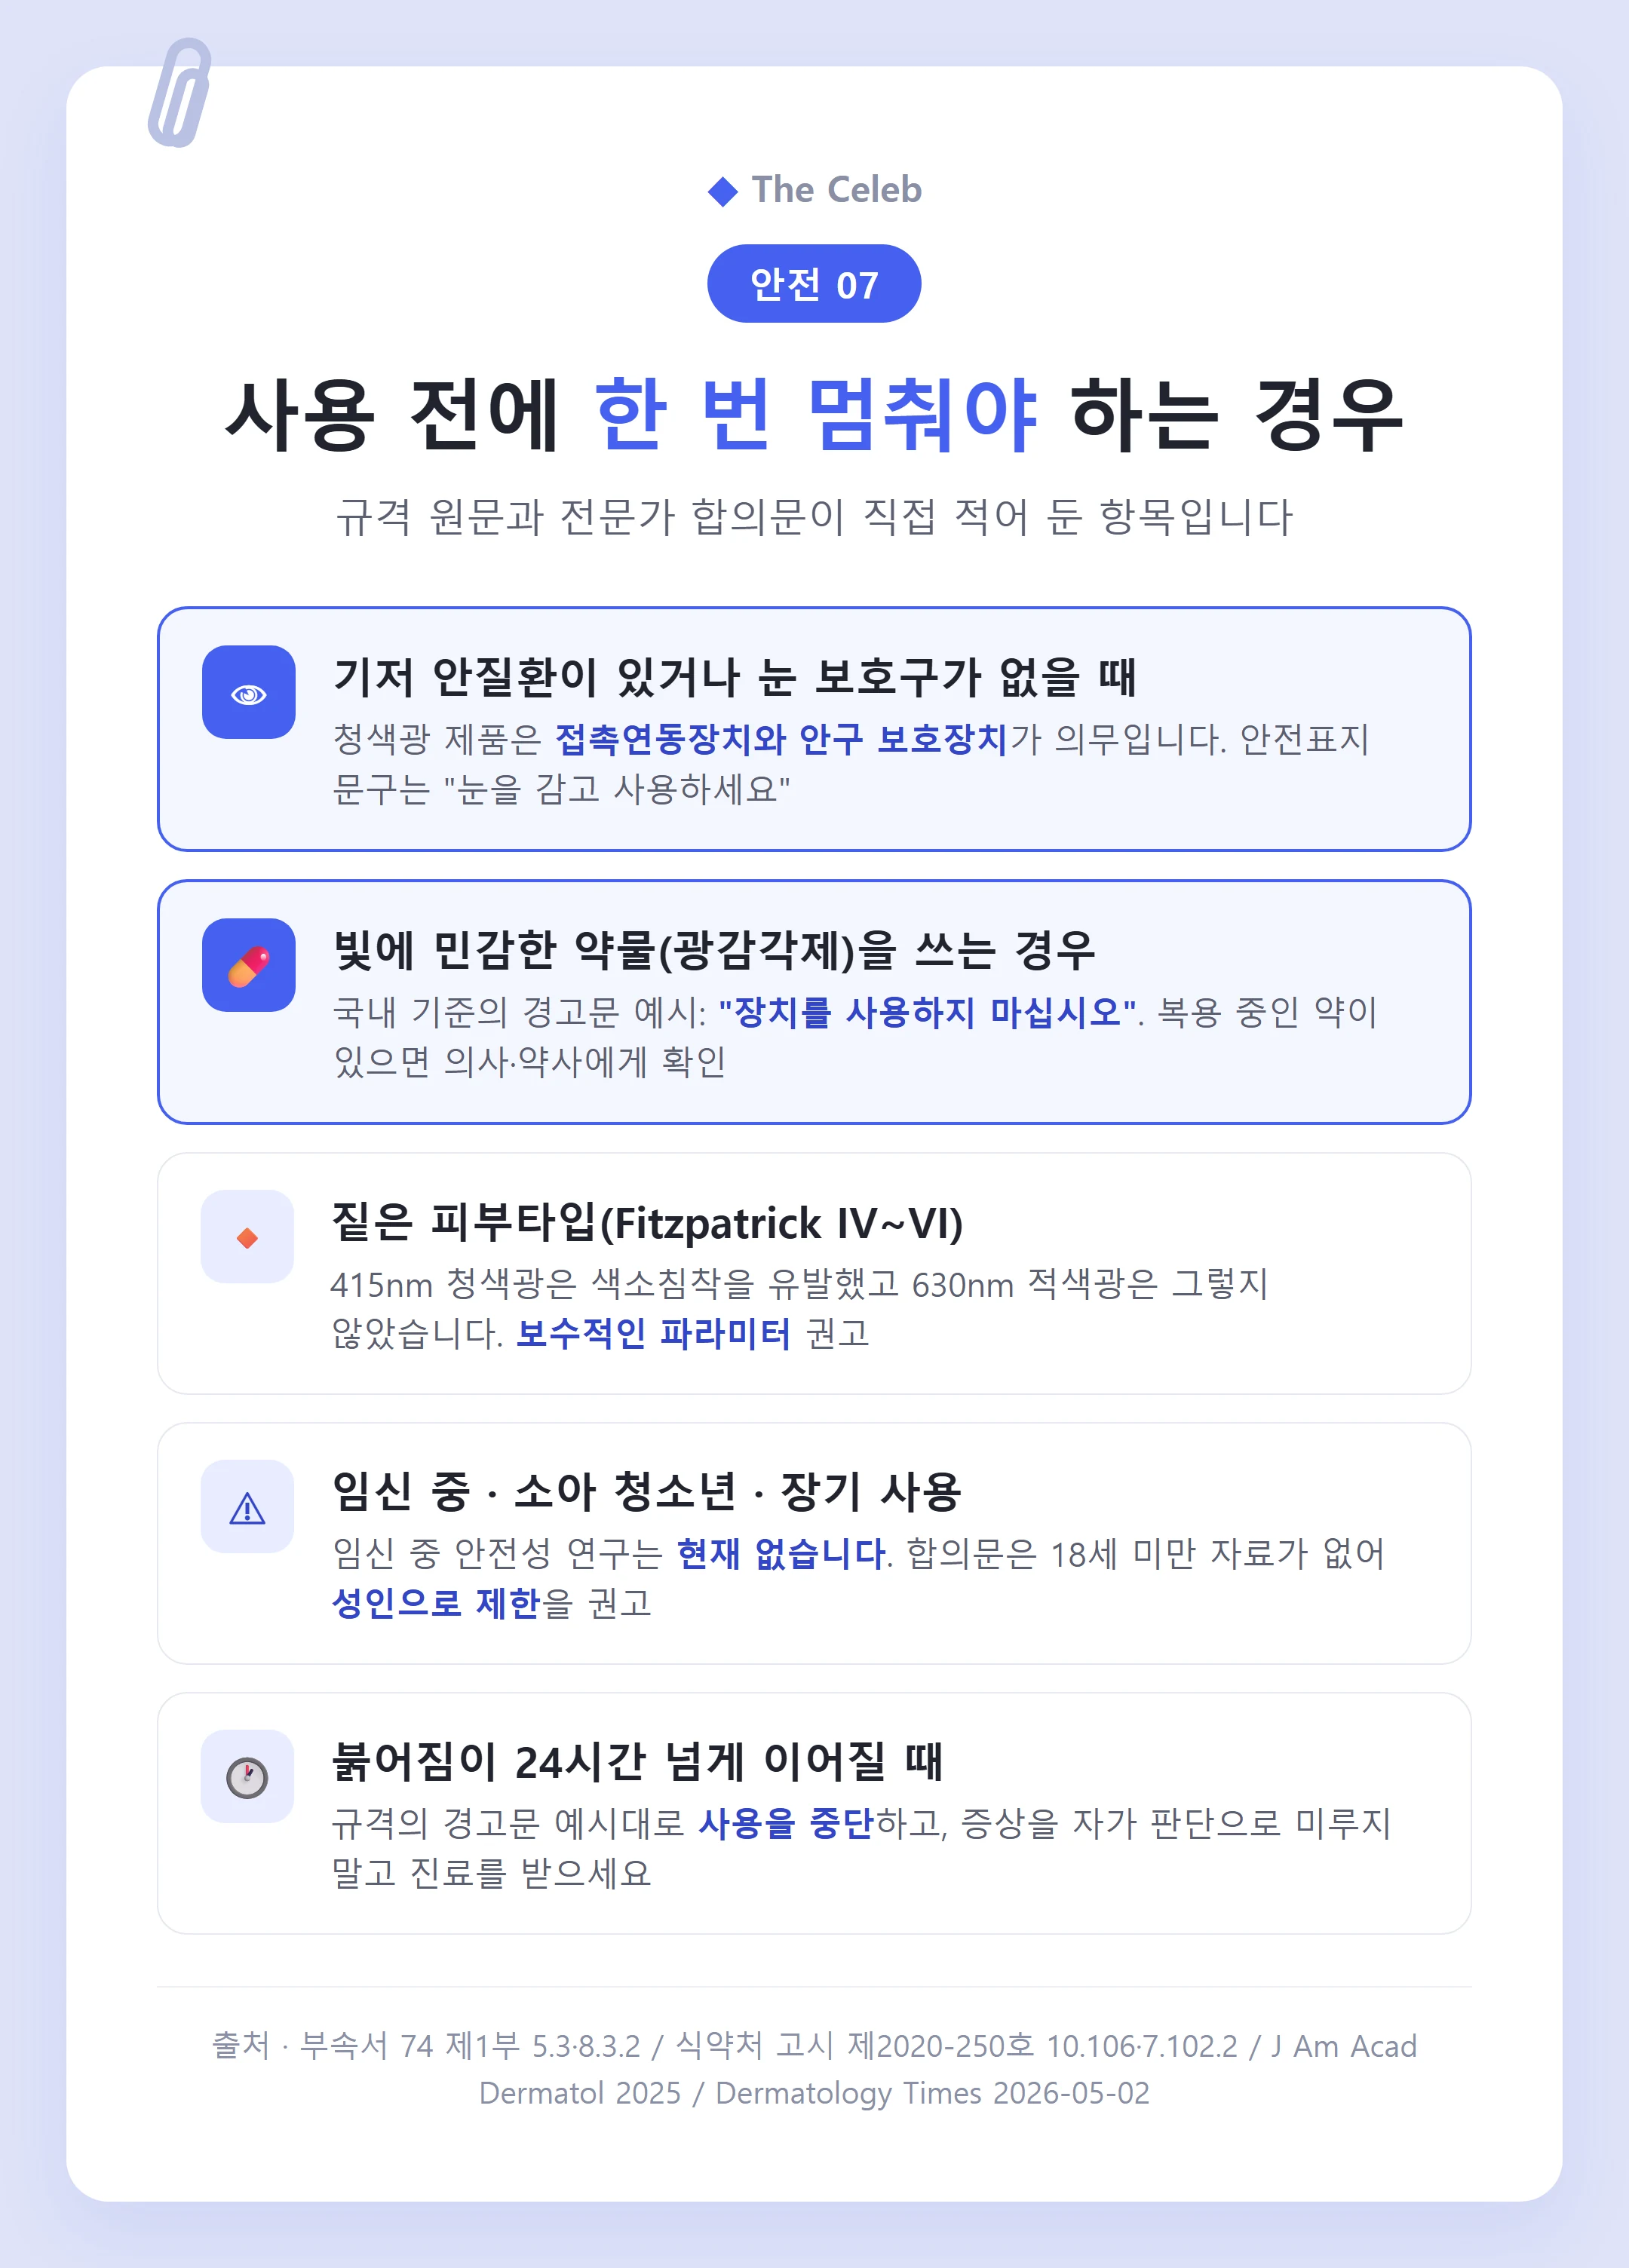 The Celeb
안전 07
사용 전에 한 번 멈춰야 하는 경우
규격 원문과 전문가 합의문이 직접 적어 둔 항목입니다
기저 안질환이 있거나 눈 보호구가 없을 때
청색광 제품은 접촉연동장치와 안구 보호장치가 의무입니다. 안전표지
문구는 "눈을 감고 사용하세요"
빛에 민감한 약물(광감각제)을 쓰는 경우
국내 기준의 경고문 예시: "장치를 사용하지 마십시오". 복용 중인 약이
있으면 의사·약사에게 확인
짙은 피부타입(Fitzpatrick IV~VI)
415nm 청색광은 색소침착을 유발했고 630nm 적색광은 그렇지
않았습니다. 보수적인 파라미터 권고
임신 중 · 소아 청소년 · 장기 사용
임신 중 안전성 연구는 현재 없습니다. 합의문은 18세 미만 자료가 없어
성인으로 제한을 권고
붉어짐이 24시간 넘게 이어질 때
규격의 경고문 예시대로 사용을 중단하고, 증상을 자가 판단으로 미루지
말고 진료를 받으세요
출처 · 부속서 74 제1부 5.3·8.3.2 / 식약처 고시 제2020-250호 10.106·7.102.2 / J Am Acad
Dermatol 2025 / Dermatology Times 2026-05-02